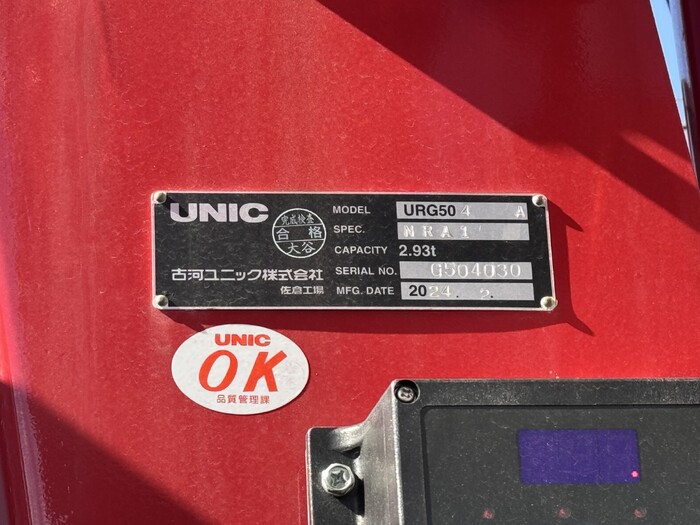 UNIC
完成検査
合格
大谷
古河ユニック株式会社
佐倉工場
MODEL URG504 A
SPEC. NRA1
CAPACITY 2.93t
SERIAL NO. G504030
MFG. DATE 2024. 2.
UNIC
OK
品質管理課